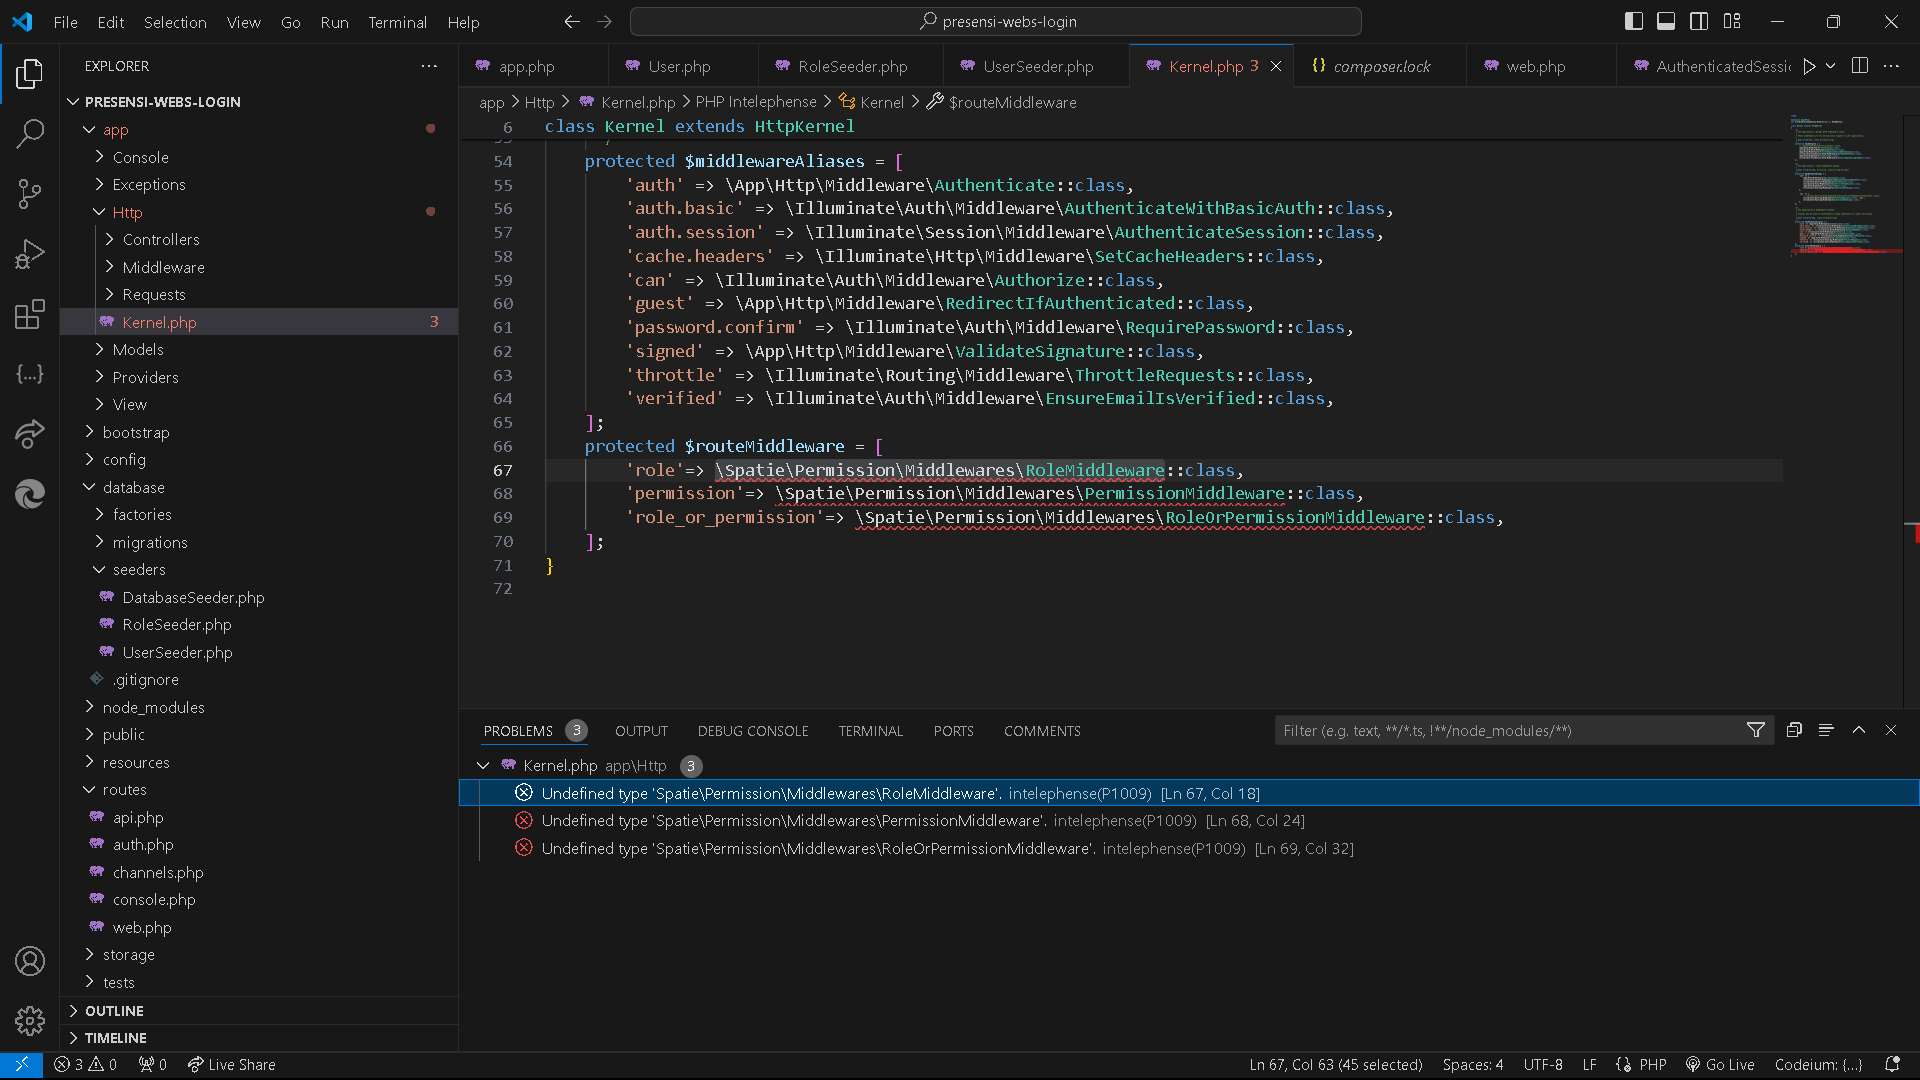 File Edit Selection View Go Run Terminal Help
presensi-webs-login
EXPLORER
PRESENSI-WEBS-LOGIN
app
Console
Exceptions
Http
Controllers
Middleware
Requests
Kernel.php 3
Models
Providers
View
bootstrap
config
database
factories
migrations
seeders
DatabaseSeeder.php
RoleSeeder.php
UserSeeder.php
.gitignore
node_modules
public
resources
routes
api.php
auth.php
channels.php
console.php
web.php
storage
tests
OUTLINE
TIMELINE
app.php User.php RoleSeeder.php UserSeeder.php Kernel.php 3 composer.lock web.php AuthenticatedSessi
app > Http > Kernel.php > PHP Intelephense > Kernel > $routeMiddleware
6 class Kernel extends HttpKernel
54 protected $middlewareAliases = [
55 'auth' => \App\Http\Middleware\Authenticate::class,
56 'auth.basic' => \Illuminate\Auth\Middleware\AuthenticateWithBasicAuth::class,
57 'auth.session' => \Illuminate\Session\Middleware\AuthenticateSession::class,
58 'cache.headers' => \Illuminate\Http\Middleware\SetCacheHeaders::class,
59 'can' => \Illuminate\Auth\Middleware\Authorize::class,
60 'guest' => \App\Http\Middleware\RedirectIfAuthenticated::class,
61 'password.confirm' => \Illuminate\Auth\Middleware\RequirePassword::class,
62 'signed' => \App\Http\Middleware\ValidateSignature::class,
63 'throttle' => \Illuminate\Routing\Middleware\ThrottleRequests::class,
64 'verified' => \Illuminate\Auth\Middleware\EnsureEmailIsVerified::class,
65 ];
66 protected $routeMiddleware = [
67 'role'=> \Spatie\Permission\Middlewares\RoleMiddleware::class,
68 'permission'=> \Spatie\Permission\Middlewares\PermissionMiddleware::class,
69 'role_or_permission'=> \Spatie\Permission\Middlewares\RoleOrPermissionMiddleware::class,
70 ];
71 }
72
PROBLEMS 3 OUTPUT DEBUG CONSOLE TERMINAL PORTS COMMENTS
Filter (e.g. text, **/*.ts, !**/node_modules/**)
Kernel.php app\Http 3
Undefined type 'Spatie\Permission\Middlewares\RoleMiddleware'. intelephense(P1009) [Ln 67, Col 18]
Undefined type 'Spatie\Permission\Middlewares\PermissionMiddleware'. intelephense(P1009) [Ln 68, Col 24]
Undefined type 'Spatie\Permission\Middlewares\RoleOrPermissionMiddleware'. intelephense(P1009) [Ln 69, Col 32]
3 0 0 Live Share
Ln 67, Col 63 (45 selected) Spaces: 4 UTF-8 LF PHP Go Live Codeium: {...}